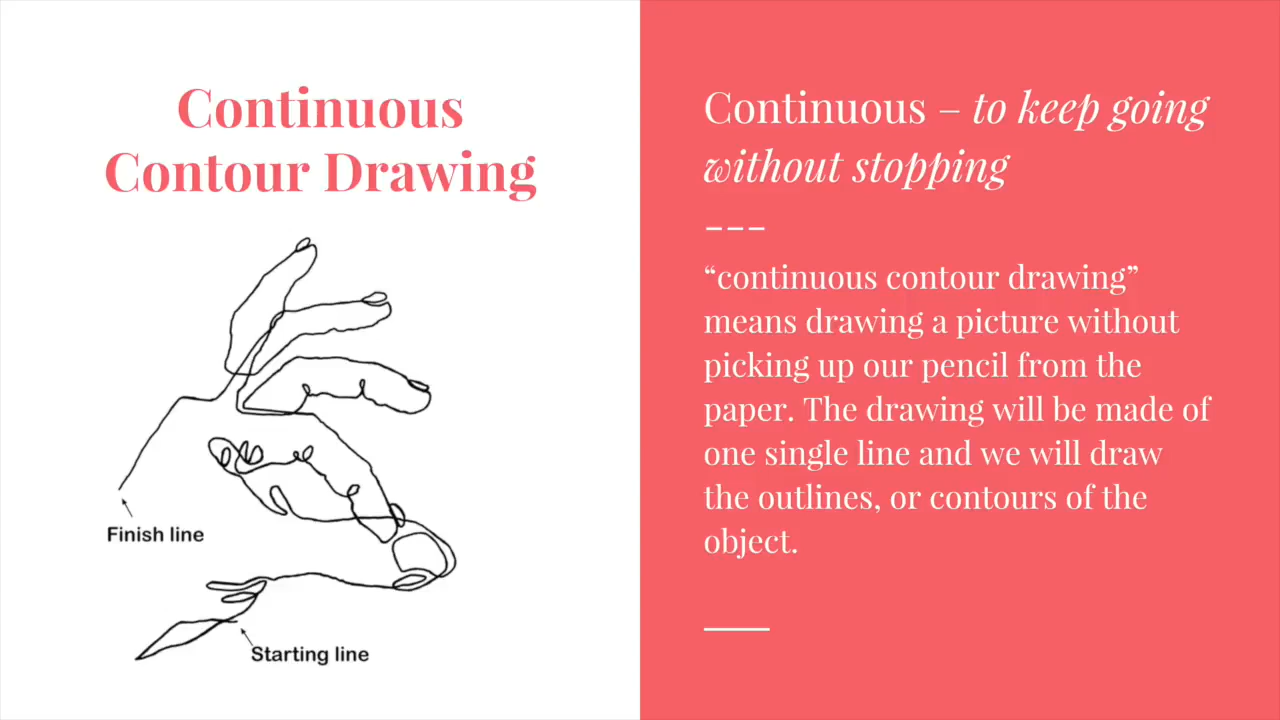 Continuous
Contour Drawing
Finish line
Starting line
Continuous – to keep going
without stopping
“continuous contour drawing”
means drawing a picture without
picking up our pencil from the
paper. The drawing will be made of
one single line and we will draw
the outlines, or contours of the
object.